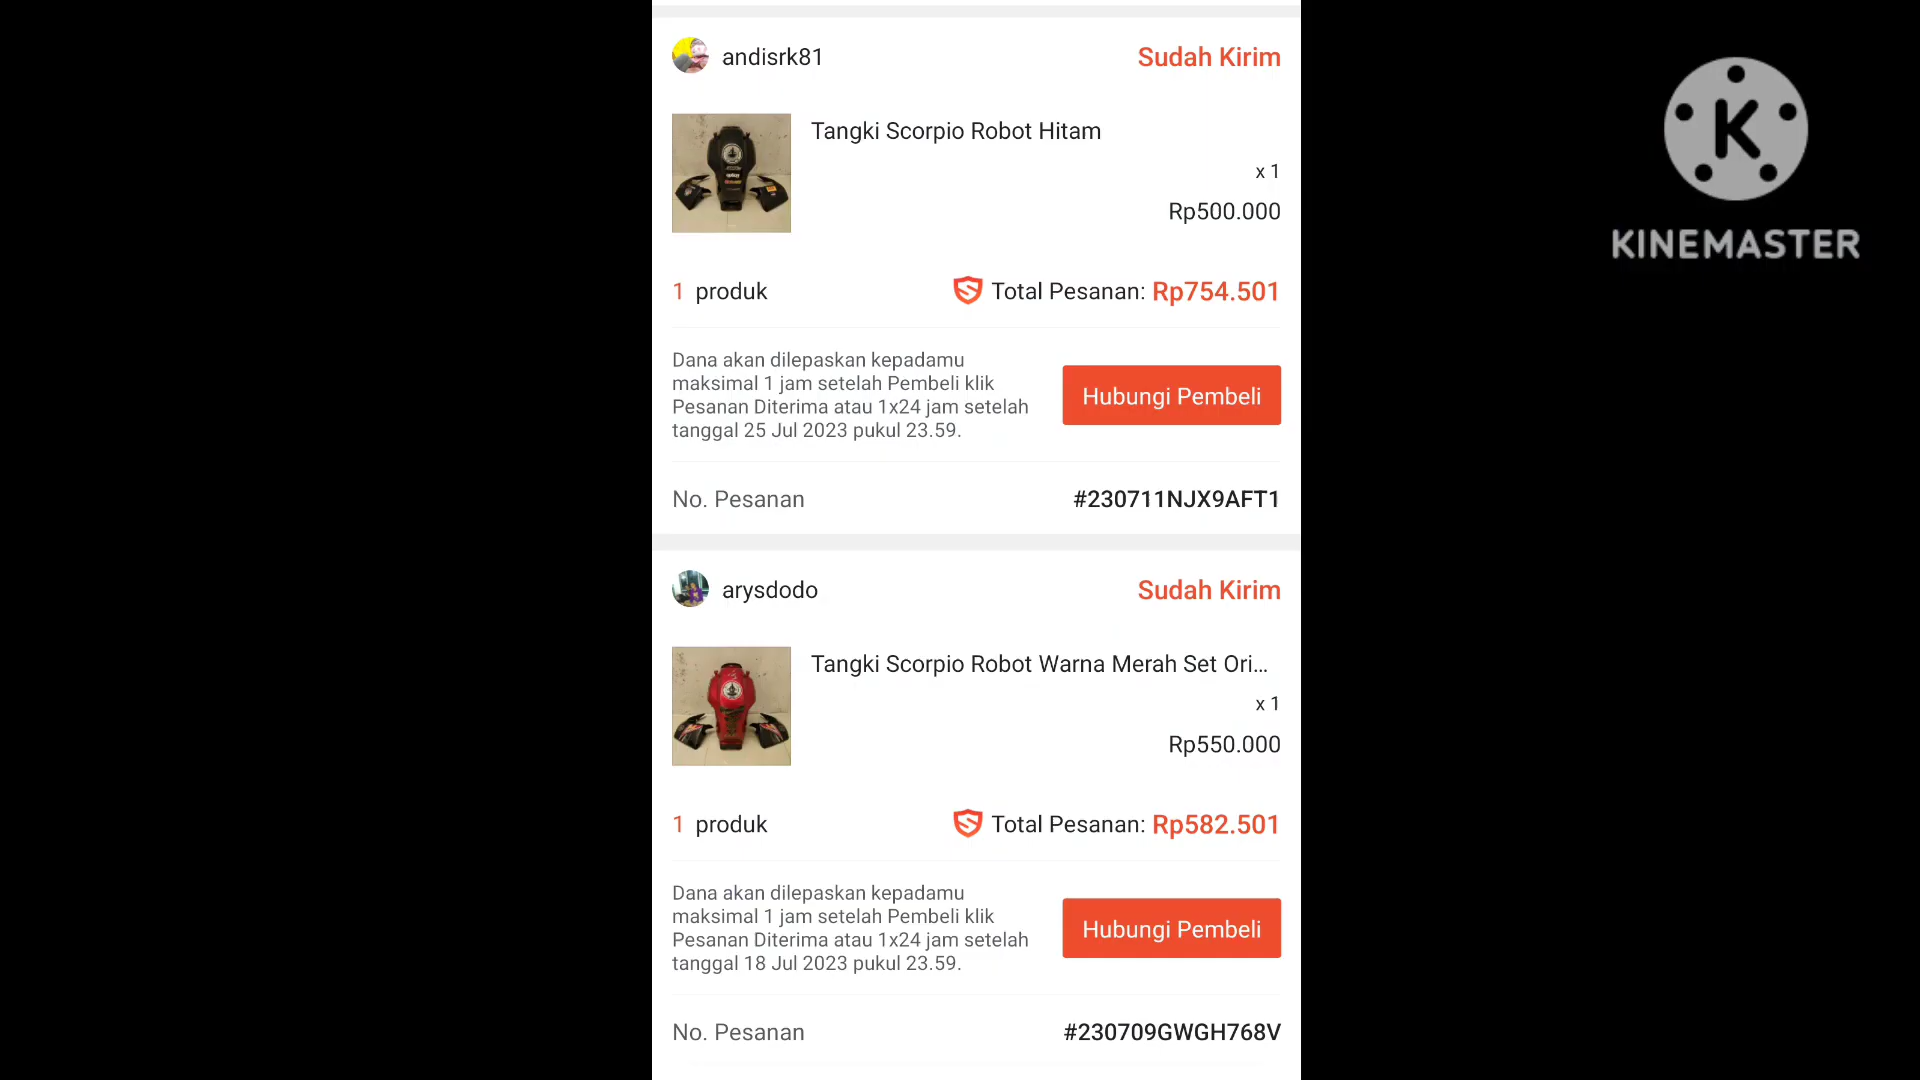 andisrk81
Sudah Kirim
Tangki Scorpio Robot Hitam
x 1
Rp500.000
1 produk
Total Pesanan: Rp754.501
Dana akan dilepaskan kepadamu
maksimal 1 jam setelah Pembeli klik
Pesanan Diterima atau 1x24 jam setelah
tanggal 25 Jul 2023 pukul 23.59.
Hubungi Pembeli
No. Pesanan
#230711NJX9AFT1
arysdodo
Sudah Kirim
Tangki Scorpio Robot Warna Merah Set Ori...
x 1
Rp550.000
1 produk
Total Pesanan: Rp582.501
Dana akan dilepaskan kepadamu
maksimal 1 jam setelah Pembeli klik
Pesanan Diterima atau 1x24 jam setelah
tanggal 18 Jul 2023 pukul 23.59.
Hubungi Pembeli
No. Pesanan
#230709GWGH768V
K
KINEMASTER